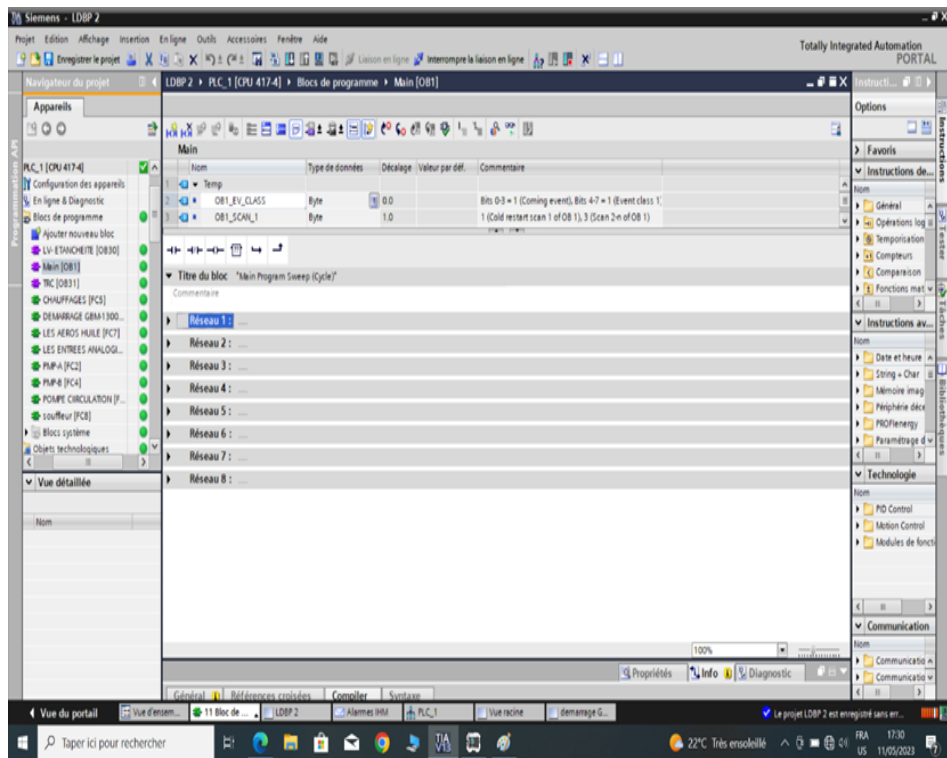 Siemens - LDBP 2
Projet Edition Affichage Insertion Enligne Outils Accessoires Fenêtre Aide
Totally Integrated Automation
PORTAL
Enregistrer le projet
Liaison en ligne
Interrompre la liaison en ligne
Navigateur du projet
LDBP 2 PLC_1 [CPU 417-4] Blocs de programme Main [OB1]
Instructi...
Appareils
Options
Programmation API
PLC_1 [CPU 417-4]
Configuration des appareils
En ligne & Diagnostic
Blocs de programme
Ajouter nouveau bloc
LV- ETANCHEITE [OB30]
Main [OB1]
TRC [OB31]
CHAUFFAGES [FC5]
DEMARRAGE GBM-1300...
LES AEROS HUILE [FC7]
LES ENTREES ANALOGI...
PMP-A [FC2]
PMP-B [FC4]
POMPE CIRCULATION [F...
souffleur [FC8]
Blocs système
Objets technologiques
Vue détaillée
Nom
Main
Nom Type de données Décalage Valeur par déf. Commentaire
1 Temp
2 OB1_EV_CLASS Byte 0.0 Bits 0-3 = 1 (Coming event), Bits 4-7 = 1 (Event class 1)
3 OB1_SCAN_1 Byte 1.0 1 (Cold restart scan 1 of OB 1), 3 (Scan 2-n of OB 1)
Titre du bloc "Main Program Sweep (Cycle)"
Commentaire
Réseau 1 : ....
Réseau 2 : ....
Réseau 3 : ....
Réseau 4 : ....
Réseau 5 : ....
Réseau 6 : ....
Réseau 7 : ....
Réseau 8 : ....
100%
Propriétés Info Diagnostic
Général Références croisées Compiler Syntaxe
Favoris
Instructions de...
Nom
Général
Opérations log
Temporisation
Compteurs
Comparaison
Fonctions mat
Instructions av...
Nom
Date et heure
String + Char
Mémoire imag
Périphérie déce
PROFIenergy
Paramétrage d
Technologie
Nom
PID Control
Motion Control
Modules de foncti
Communication
Nom
Communicatio
Communicatio
Instructions
Tester
Tâches
Bibliothèques
Vue du portail Vue d'ensem... 11 Bloc de ... LDBP 2 Alarmes IHM PLC_1 Vue racine demarrage G... Le projet LDBP 2 est enregistré sans err...
Taper ici pour rechercher
22°C Très ensoleillé
FRA
US
17:30
11/05/2023